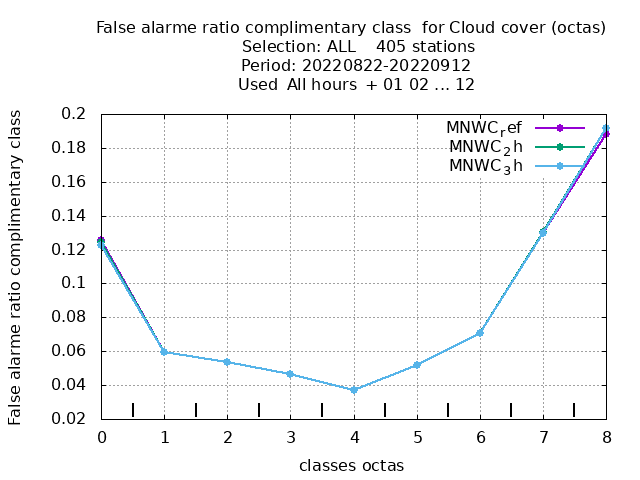 False alarme ratio complimentary class  for Cloud cover (octas)
Selection: ALL    405 stations
Period: 20220822-20220912
Used  All hours  + 01 02 ... 12
False alarme ratio complimentary class
0.2
0.18
0.16
0.14
0.12
0.1
0.08
0.06
0.04
0.02
MNWCref
MNWC2h
MNWC3h
0 1 2 3 4 5 6 7 8
classes octas